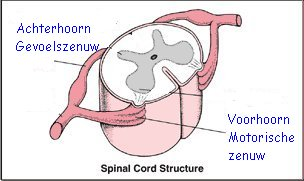 Achterhoorn
Gevoelszenuw
Voorhoorn
Motorische
zenuw
Spinal Cord Structure